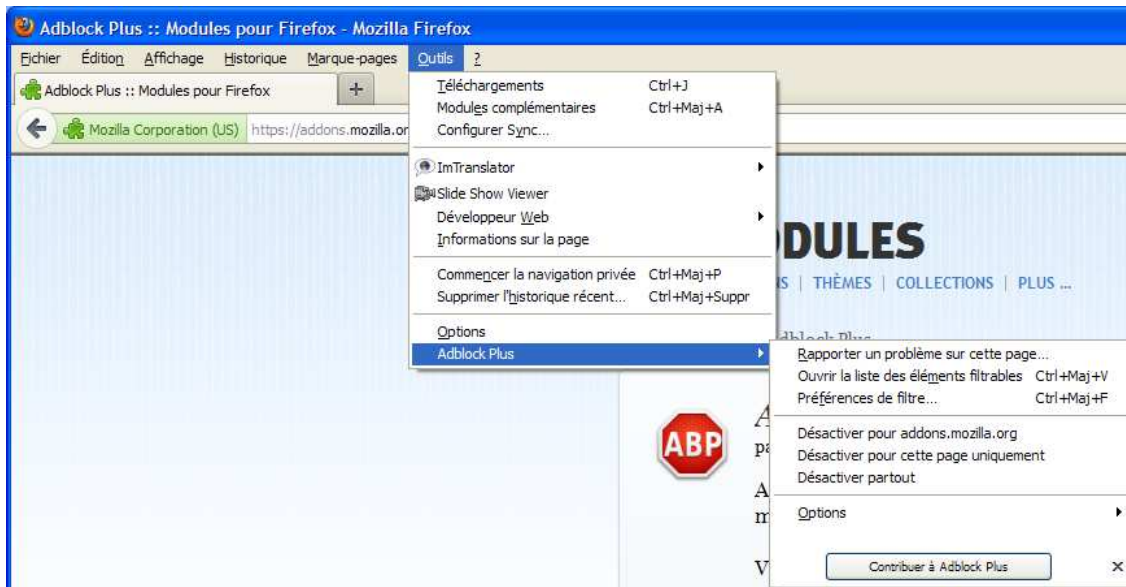 Adblock Plus :: Modules pour Firefox - Mozilla Firefox
Fichier Édition Affichage Historique Marque-pages Outils ?
Adblock Plus :: Modules pour Firefox +
Mozilla Corporation (US) https://addons.mozilla.or
Téléchargements Ctrl+J
Modules complémentaires Ctrl+Maj+A
Configurer Sync...
ImTranslator
Slide Show Viewer
Développeur Web
Informations sur la page
Commencer la navigation privée Ctrl+Maj+P
Supprimer l'historique récent... Ctrl+Maj+Suppr
Options
Adblock Plus
DULES
THÈMES | COLLECTIONS | PLUS ...
Rapporter un problème sur cette page...
Ouvrir la liste des éléments filtrables Ctrl+Maj+V
Préférences de filtre... Ctrl+Maj+F
Désactiver pour addons.mozilla.org
Désactiver pour cette page uniquement
Désactiver partout
Options
Contribuer à Adblock Plus X
ABP